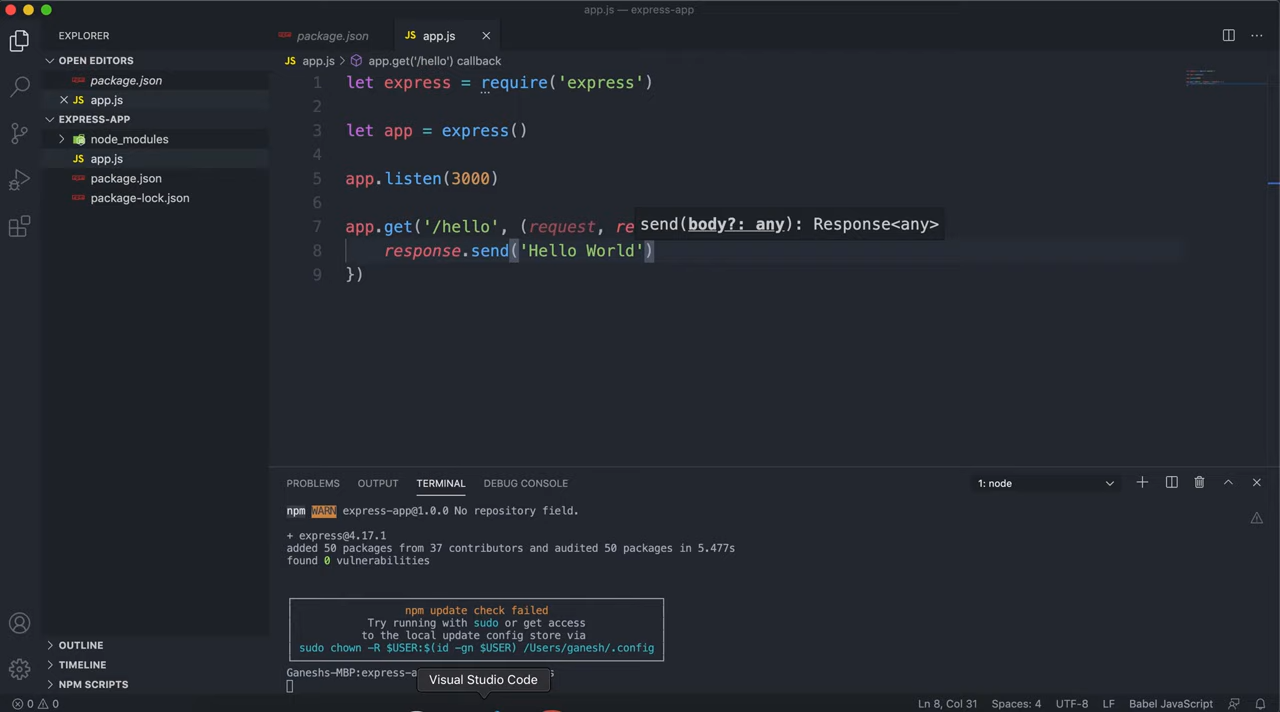 app.js — express-app
EXPLORER
package.json
JS app.js
OPEN EDITORS
package.json
JS app.js
EXPRESS-APP
node_modules
JS app.js
package.json
package-lock.json
OUTLINE
TIMELINE
NPM SCRIPTS
JS app.js > app.get('/hello') callback
1 let express = require('express')
2
3 let app = express()
4
5 app.listen(3000)
6
7 app.get('/hello', (request, re
send(body?: any): Response<any>
8 response.send('Hello World')
9 })
PROBLEMS OUTPUT TERMINAL DEBUG CONSOLE 1: node
npm WARN express-app@1.0.0 No repository field.
+ express@4.17.1
added 50 packages from 37 contributors and audited 50 packages in 5.477s
found 0 vulnerabilities
npm update check failed
Try running with sudo or get access
to the local update config store via
sudo chown -R $USER:$(id -gn $USER) /Users/ganesh/.config
Ganeshs-MBP:express-a
Visual Studio Code
0 0 Ln 8, Col 31 Spaces: 4 UTF-8 LF Babel JavaScript